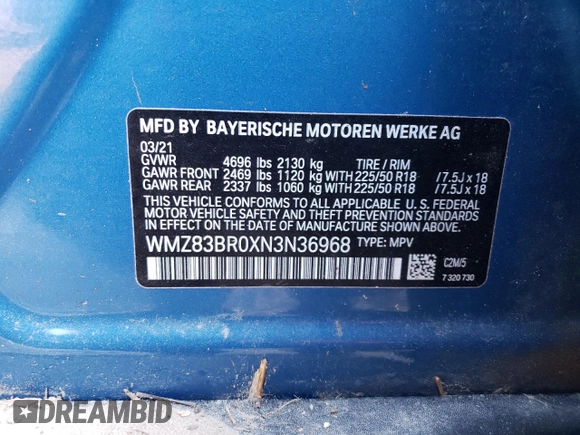 MFD BY BAYERISCHE MOTOREN WERKE AG
03/21
GVWR 4696 lbs 2130 kg TIRE / RIM
GAWR FRONT 2469 lbs 1120 kg WITH 225/50 R18 /7.5J x 18
GAWR REAR 2337 lbs 1060 kg WITH 225/50 R18 /7.5J x 18
THIS VEHICLE CONFORMS TO ALL APPLICABLE U. S. FEDERAL
MOTOR VEHICLE SAFETY AND THEFT PREVENTION STANDARDS
IN EFFECT ON THE DATE OF MANUFACTURE SHOWN ABOVE.
WMZ83BR0XN3N36968 TYPE: MPV
C2M/5
7 320 730
DREAMBID